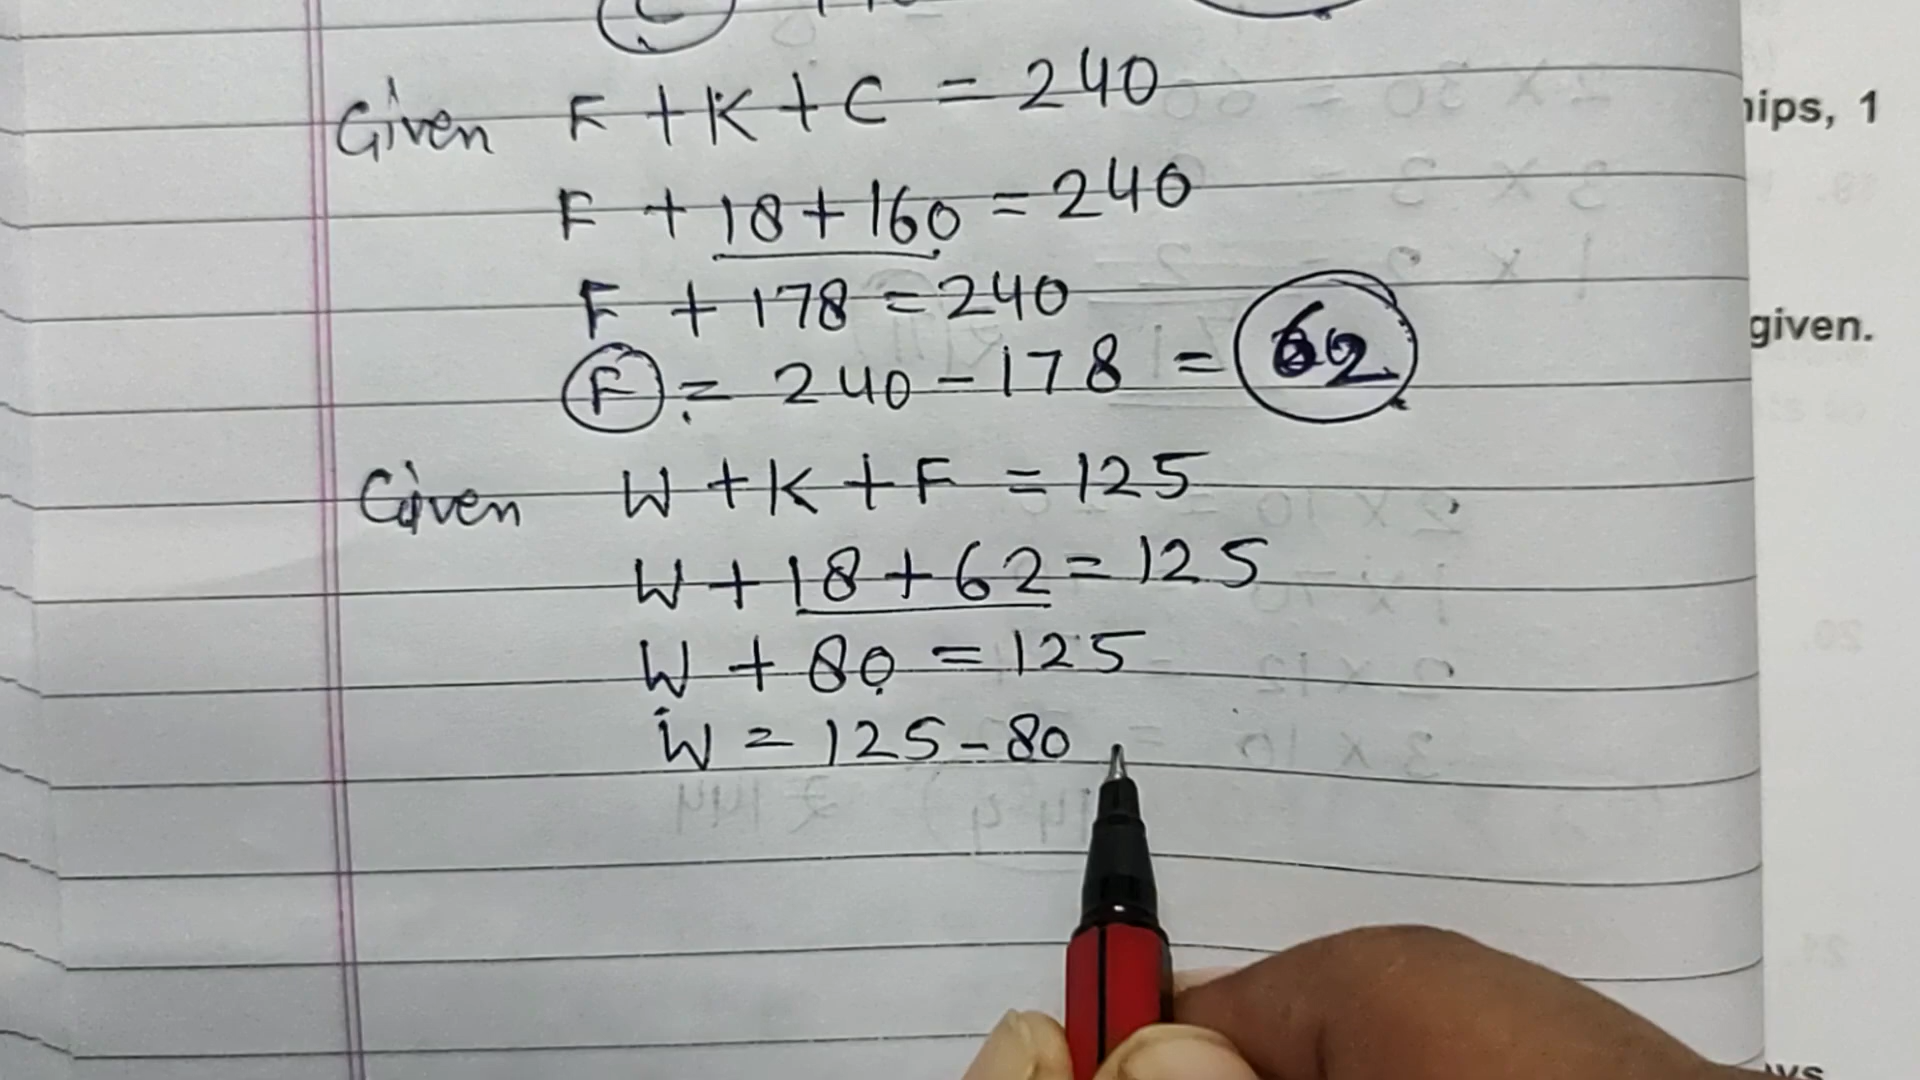 Given F + K + C = 240
F + 18 + 160 = 240
F + 178 = 240
F = 240 - 178 = 62
Given W + K + F = 125
W + 18 + 62 = 125
W + 80 = 125
W = 125 - 80
hips, 1
given.